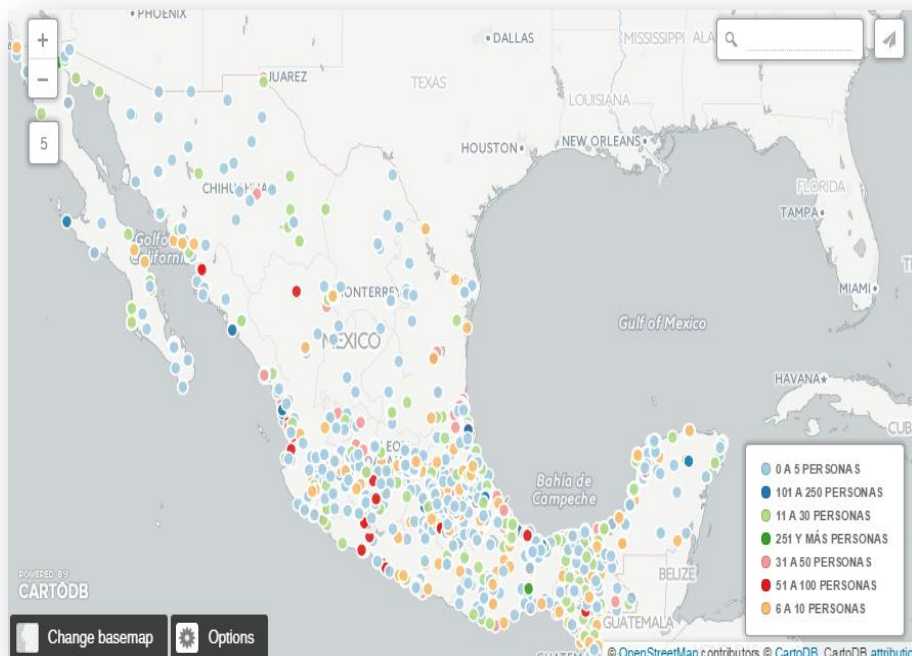 PHOENIX
DALLAS
MISSISSIPPI
ALA
+
−
5
JUAREZ
TEXAS
LOUISIANA
HOUSTON
NEW ORLEANS
CHIHUAHUA
FLORIDA
TAMPA
Golfo
California
MONTERREY
MIAMI
MEXICO
Gulf of Mexico
HAVANA
CUB
LEO
Bahía de
Campeche
BELIZE
GUATEMALA
0 A 5 PERSONAS
101 A 250 PERSONAS
11 A 30 PERSONAS
251 Y MÁS PERSONAS
31 A 50 PERSONAS
51 A 100 PERSONAS
6 A 10 PERSONAS
POWERED BY
CARTODB
Change basemap
Options
© OpenStreetMap contributors © CartoDB, CartoDB attributio